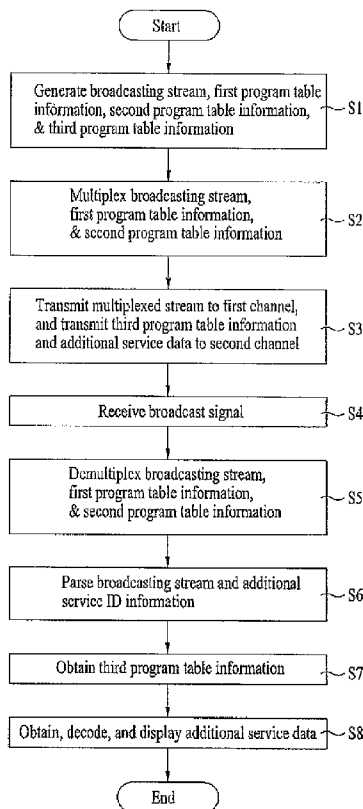 Start
Generate broadcasting stream, first program table
information, second program table information,
& third program table information
S1
Multiplex broadcasting stream,
first program table information,
& second program table information
S2
Transmit multiplexed stream to first channel,
and transmit third program table information
and additional service data to second channel
S3
Receive broadcast signal
S4
Demultiplex broadcasting stream,
first program table information,
& second program table information
S5
Parse broadcasting stream and additional
service ID information
S6
Obtain third program table information
S7
Obtain, decode, and display additional service data
S8
End